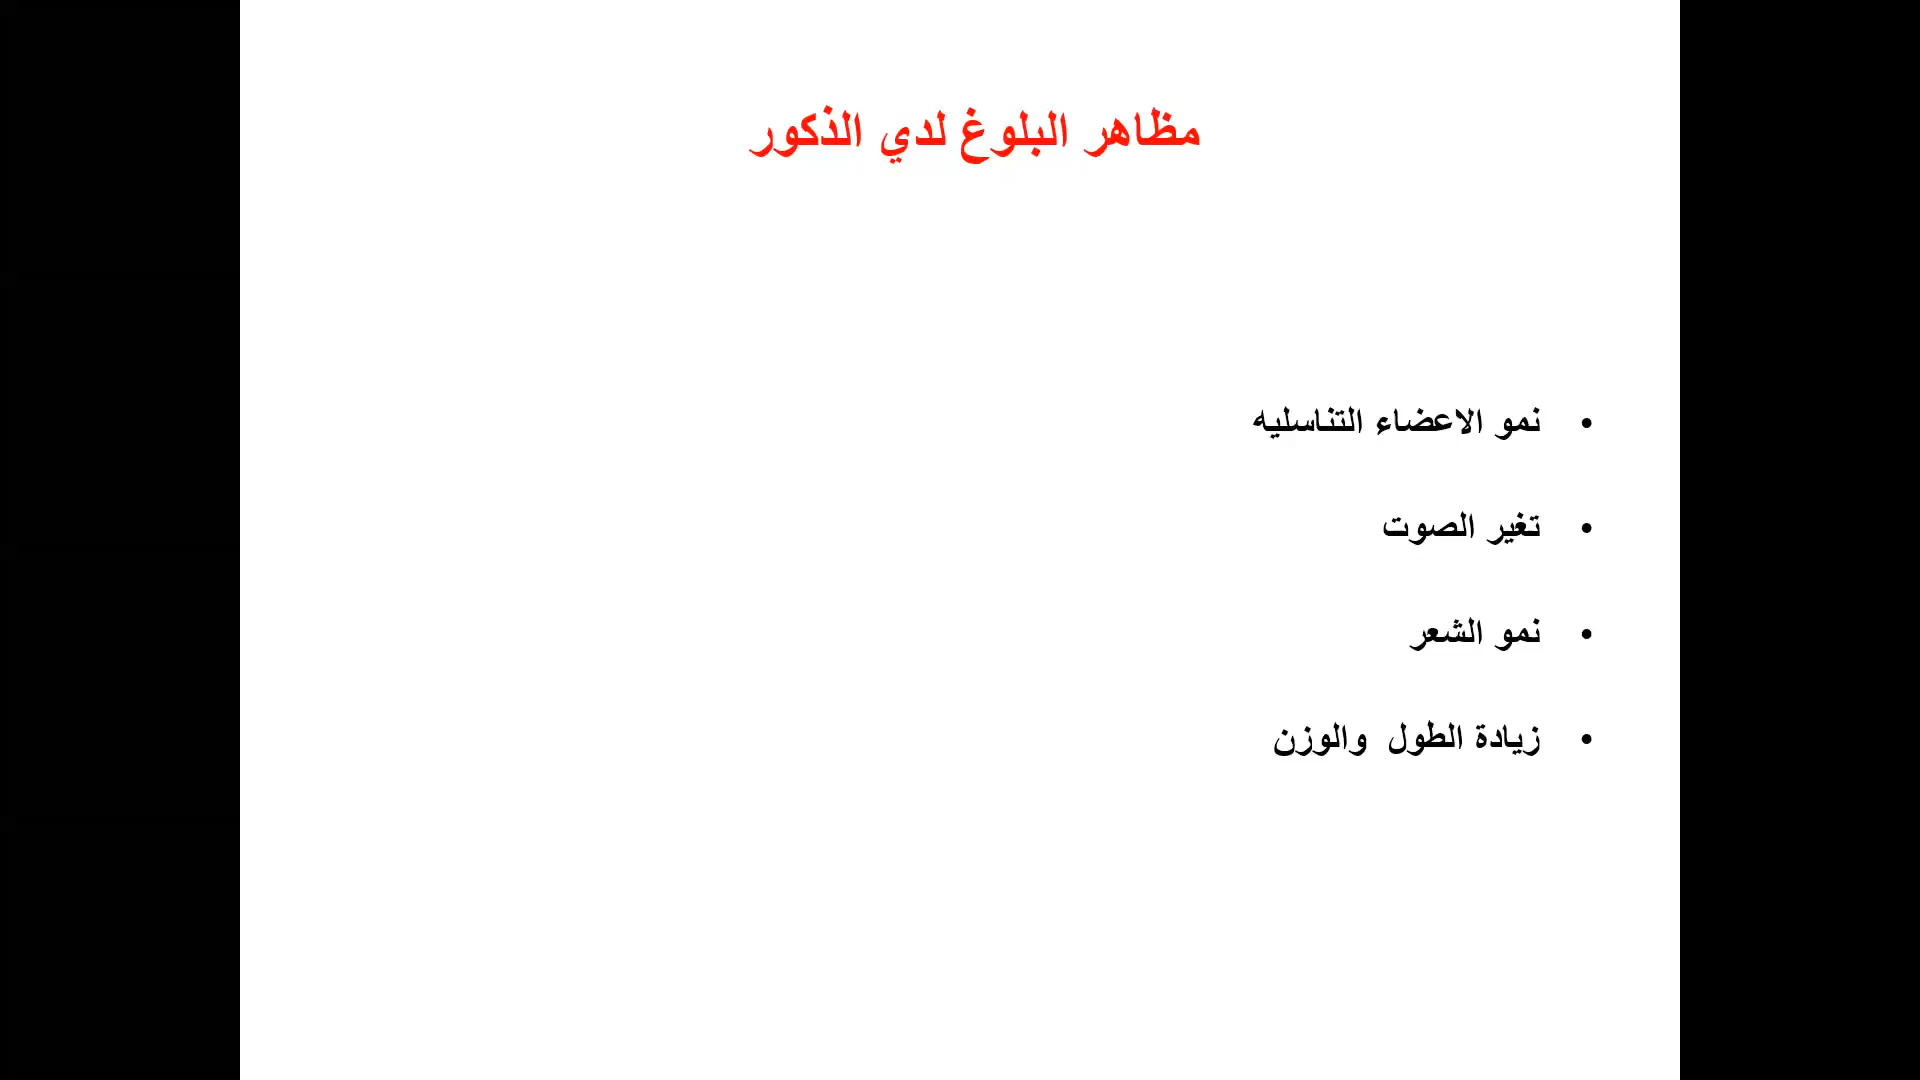 مظاهر البلوغ لدي الذكور
• نمو الاعضاء التناسليه
• تغير الصوت
• نمو الشعر
• زيادة الطول والوزن